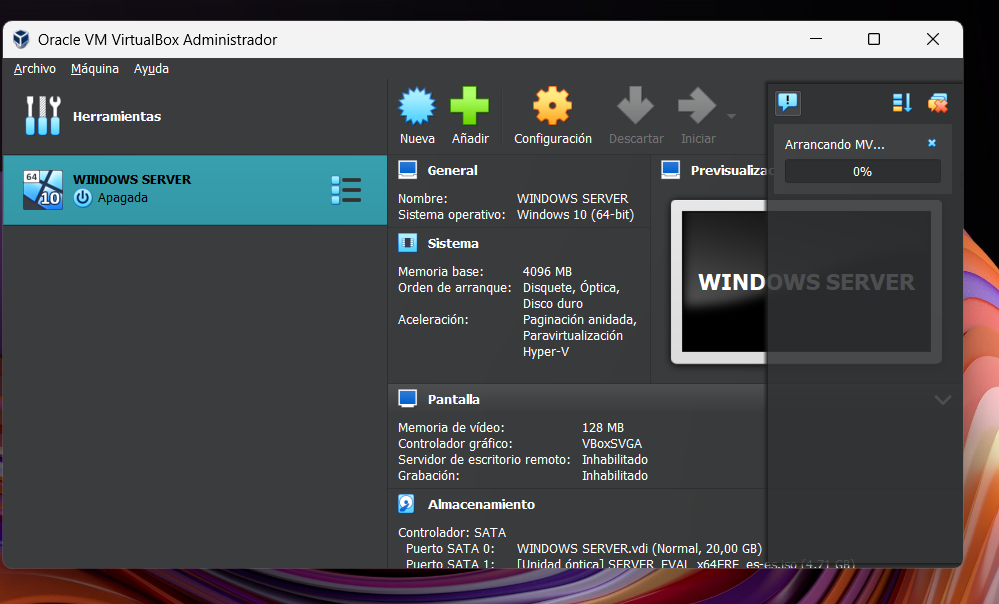 Oracle VM VirtualBox Administrador
Archivo Máquina Ayuda
Herramientas
WINDOWS SERVER
Apagada
64
10
Nueva Añadir Configuración Descartar Iniciar
General
Nombre: WINDOWS SERVER
Sistema operativo: Windows 10 (64-bit)
Sistema
Memoria base: 4096 MB
Orden de arranque: Disquete, Óptica,
Disco duro
Aceleración: Paginación anidada,
Paravirtualización
Hyper-V
Previsualizac
WINDOWS SERVER
Arrancando MV...
0%
Pantalla
Memoria de vídeo: 128 MB
Controlador gráfico: VBoxSVGA
Servidor de escritorio remoto: Inhabilitado
Grabación: Inhabilitado
Almacenamiento
Controlador: SATA
Puerto SATA 0: WINDOWS SERVER.vdi (Normal, 20,00 GB)
Puerto SATA 1: [Unidad óptica] SERVER_EVAL_x64FRE_es-es.iso (4,71 GB)